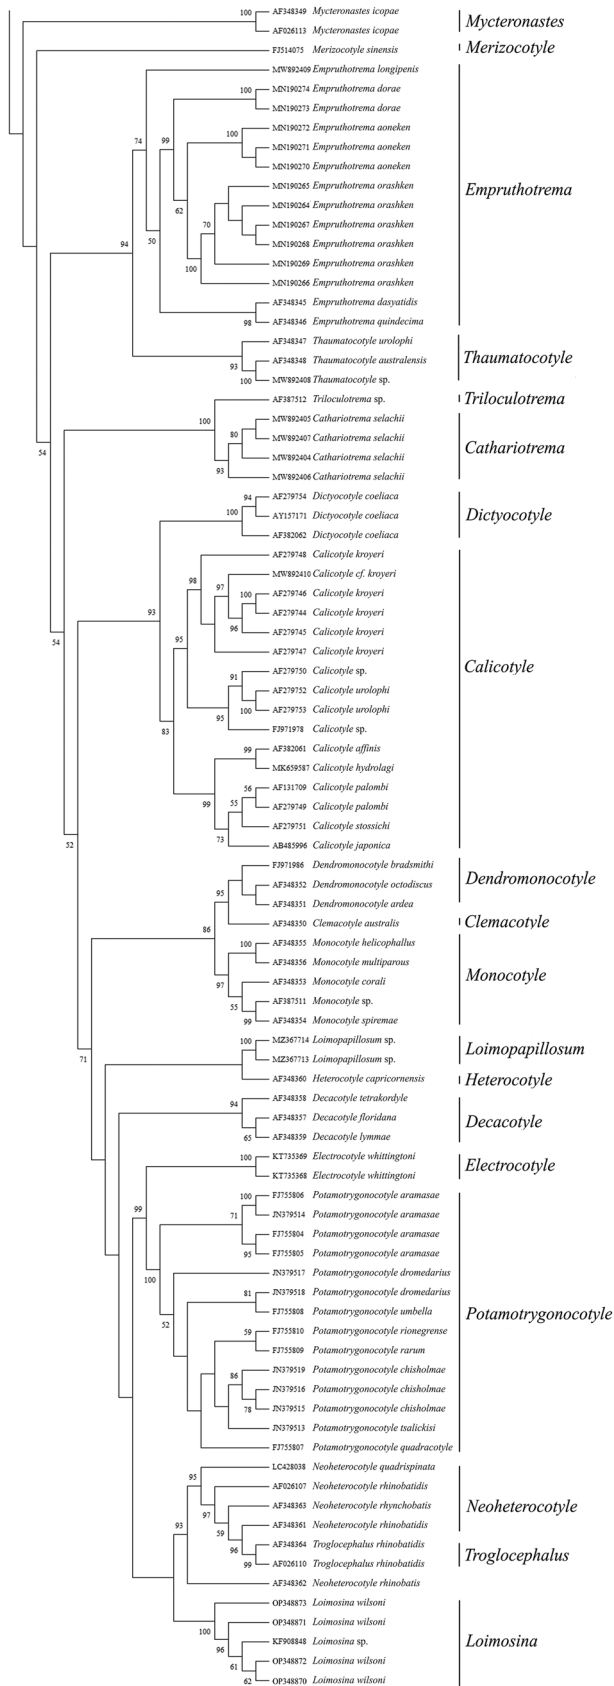 100
AF348349 Mycteronastes icopae
AF026113 Mycteronastes icopae
Mycteronastes
FJ514075 Merizocotyle sinensis
Merizocotyle
MW892409 Empruthotrema longipenis
100
MN190274 Empruthotrema dorae
MN190273 Empruthotrema dorae
74
99
100
MN190272 Empruthotrema aoneken
MN190271 Empruthotrema aoneken
MN190270 Empruthotrema aoneken
MN190265 Empruthotrema orashken
Empruthotrema
MN190264 Empruthotrema orashken
62
70
MN190267 Empruthotrema orashken
94
50
MN190268 Empruthotrema orashken
100
MN190269 Empruthotrema orashken
MN190266 Empruthotrema orashken
AF348345 Empruthotrema dasyatidis
98
AF348346 Empruthotrema quindecima
AF348347 Thaumatocotyle urolophi
93
AF348348 Thaumatocotyle australensis
Thaumatocotyle
100
MW892408 Thaumatocotyle sp.
AF387512 Triloculotrema sp.
Triloculotrema
100
MW892405 Cathariotrema selachii
80
MW892407 Cathariotrema selachii
Cathariotrema
54
MW892404 Cathariotrema selachii
93
MW892406 Cathariotrema selachii
94
AF279754 Dictyocotyle coeliaca
100
AY157171 Dictyocotyle coeliaca
Dictyocotyle
AF382062 Dictyocotyle coeliaca
AF279748 Calicotyle kroyeri
98
MW892410 Calicotyle cf. kroyeri
97
100
AF279746 Calicotyle kroyeri
93
AF279744 Calicotyle kroyeri
96
AF279745 Calicotyle kroyeri
54
95
AF279747 Calicotyle kroyeri
Calicotyle
91
AF279750 Calicotyle sp.
AF279752 Calicotyle urolophi
100
AF279753 Calicotyle urolophi
95
FJ971978 Calicotyle sp.
83
99
AF382061 Calicotyle affinis
MK659587 Calicotyle hydrolagi
56
AF131709 Calicotyle palombi
99
55
AF279749 Calicotyle palombi
AF279751 Calicotyle stossichi
52
73
AB485996 Calicotyle japonica
FJ971986 Dendromonocotyle bradsmithi
Dendromonocotyle
95
AF348352 Dendromonocotyle octodiscus
AF348351 Dendromonocotyle ardea
AF348350 Clemacotyle australis
Clemacotyle
86
100
AF348355 Monocotyle helicophallus
AF348356 Monocotyle multiparous
Monocotyle
97
AF348353 Monocotyle corali
55
AF387511 Monocotyle sp.
99
AF348354 Monocotyle spiremae
100
MZ367714 Loimopapillosum sp.
Loimopapillosum
71
MZ367713 Loimopapillosum sp.
AF348360 Heterocotyle capricornensis
Heterocotyle
94
AF348358 Decacotyle tetrakordyle
AF348357 Decacotyle floridana
Decacotyle
65
AF348359 Decacotyle lymmae
100
KT735369 Electrocotyle whittingtoni
Electrocotyle
KT735368 Electrocotyle whittingtoni
99
100
FJ755806 Potamotrygonocotyle aramasae
71
JN379514 Potamotrygonocotyle aramasae
FJ755804 Potamotrygonocotyle aramasae
95
FJ755805 Potamotrygonocotyle aramasae
100
JN379517 Potamotrygonocotyle dromedarius
81
JN379518 Potamotrygonocotyle dromedarius
52
FJ755808 Potamotrygonocotyle umbella
Potamotrygonocotyle
59
FJ755810 Potamotrygonocotyle rionegrense
FJ755809 Potamotrygonocotyle rarum
86
JN379519 Potamotrygonocotyle chisholmae
JN379516 Potamotrygonocotyle chisholmae
78
JN379515 Potamotrygonocotyle chisholmae
JN379513 Potamotrygonocotyle tsalickisi
FJ755807 Potamotrygonocotyle quadracotyle
LC428038 Neoheterocotyle quadrispinata
95
AF026107 Neoheterocotyle rhinobatidis
97
AF348363 Neoheterocotyle rhynchobatis
Neoheterocotyle
93
59
AF348361 Neoheterocotyle rhinobatidis
96
AF348364 Troglocephalus rhinobatidis
Troglocephalus
99
AF026110 Troglocephalus rhinobatidis
AF348362 Neoheterocotyle rhinobatis
OP348873 Loimosina wilsoni
100
OP348871 Loimosina wilsoni
96
KF908848 Loimosina sp.
Loimosina
61
OP348872 Loimosina wilsoni
62
OP348870 Loimosina wilsoni